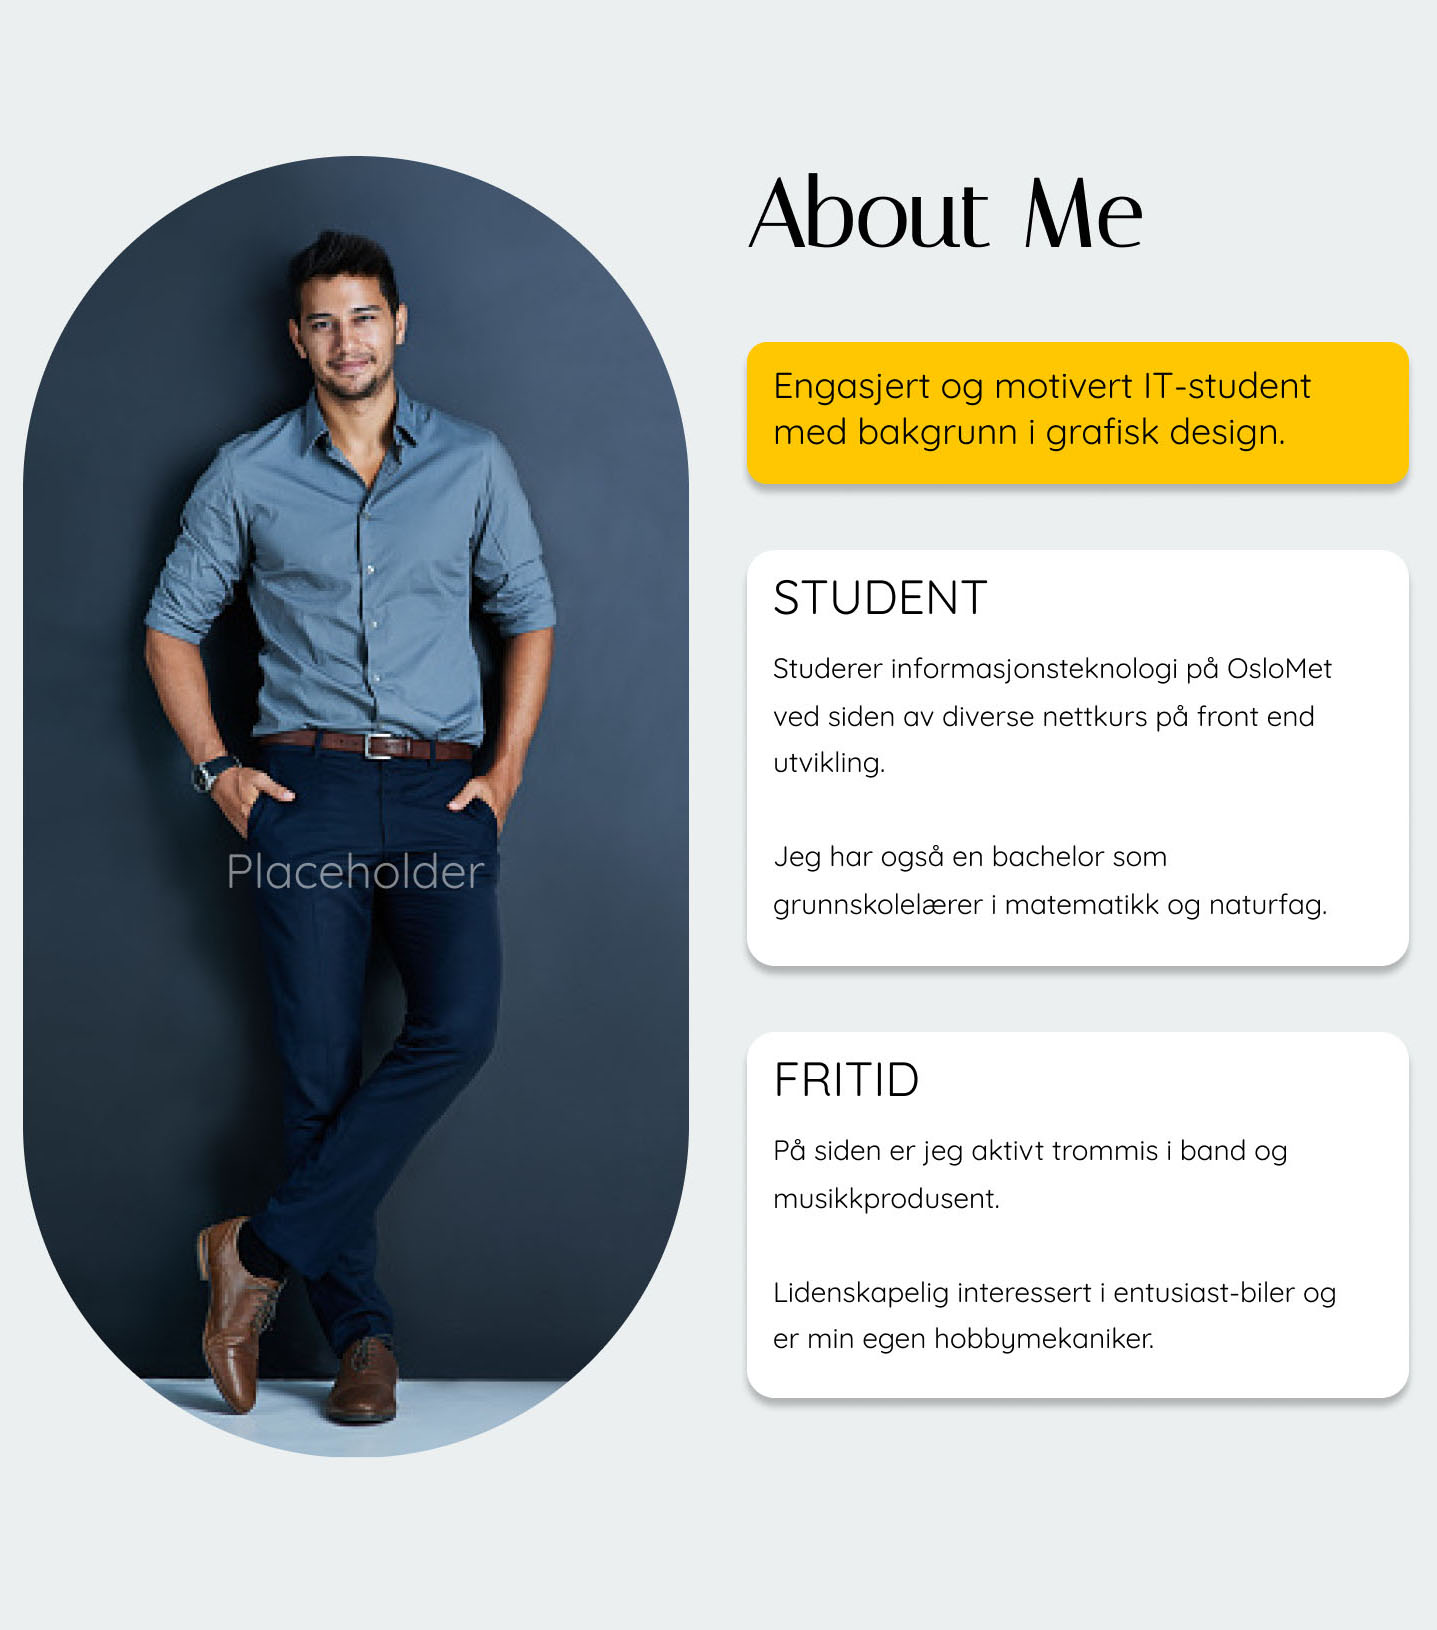 About Me
Engasjert og motivert IT-student
med bakgrunn i grafisk design.
STUDENT
Studerer informasjonsteknologi på OsloMet
ved siden av diverse nettkurs på front end
utvikling.
Jeg har også en bachelor som
grunnskolelærer i matematikk og naturfag.
FRITID
På siden er jeg aktivt trommis i band og
musikkprodusent.
Lidenskapelig interessert i entusiast-biler og
er min egen hobbymekaniker.
Placeholder